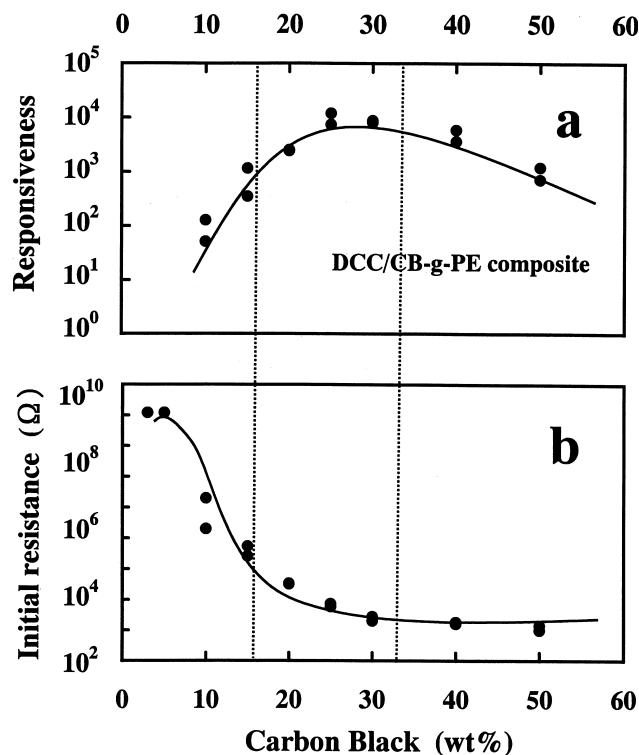 0 10 20 30 40 50 60
10^5
10^4
10^3
10^2
10^1
10^0
Responsiveness
a
DCC/CB-g-PE composite
10^10
10^8
10^6
10^4
10^2
Initial resistance (Ω)
b
0 10 20 30 40 50 60
Carbon Black (wt%)